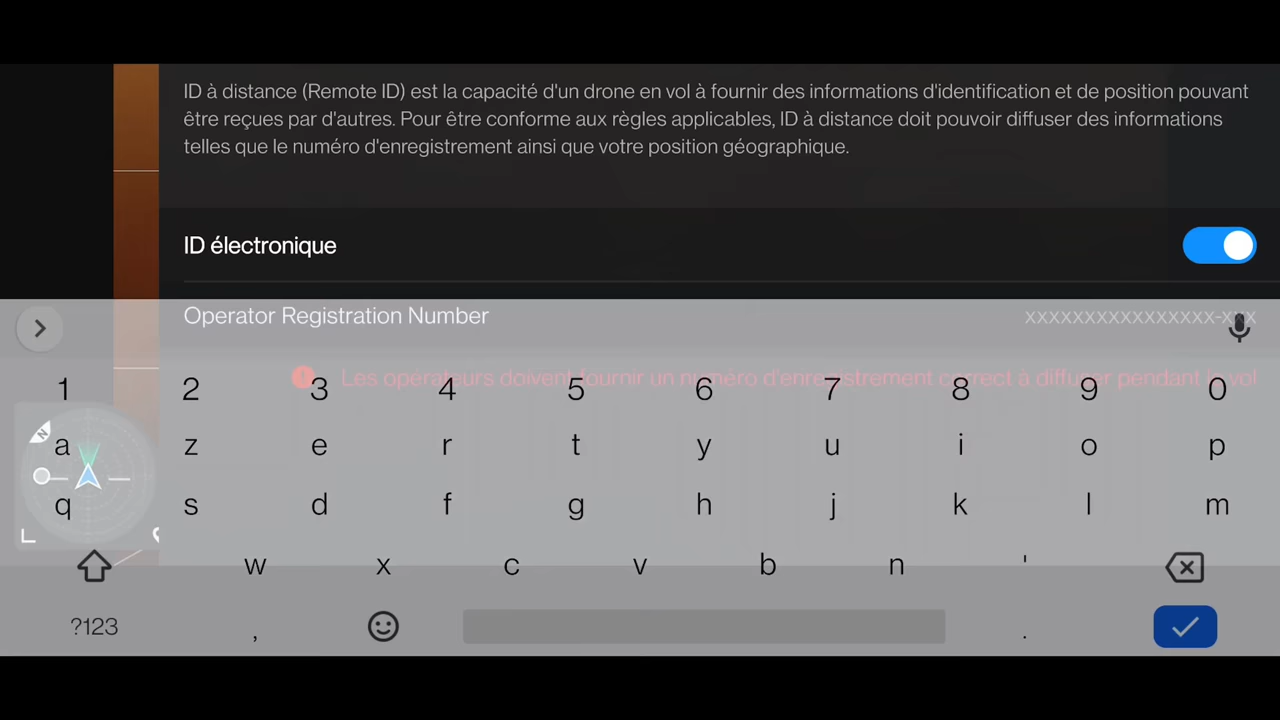 ID à distance (Remote ID) est la capacité d'un drone en vol à fournir des informations d'identification et de position pouvant
être reçues par d'autres. Pour être conforme aux règles applicables, ID à distance doit pouvoir diffuser des informations
telles que le numéro d'enregistrement ainsi que votre position géographique.
ID électronique
Operator Registration Number xxxxxxxxxxxxxxxx-xxx
Les opérateurs doivent fournir un numéro d'enregistrement correct à diffuser pendant le vol
1 2 3 4 5 6 7 8 9 0
N
a z e r t y u i o p
q s d f g h j k l m
L
w x c v b n '
?123 , .